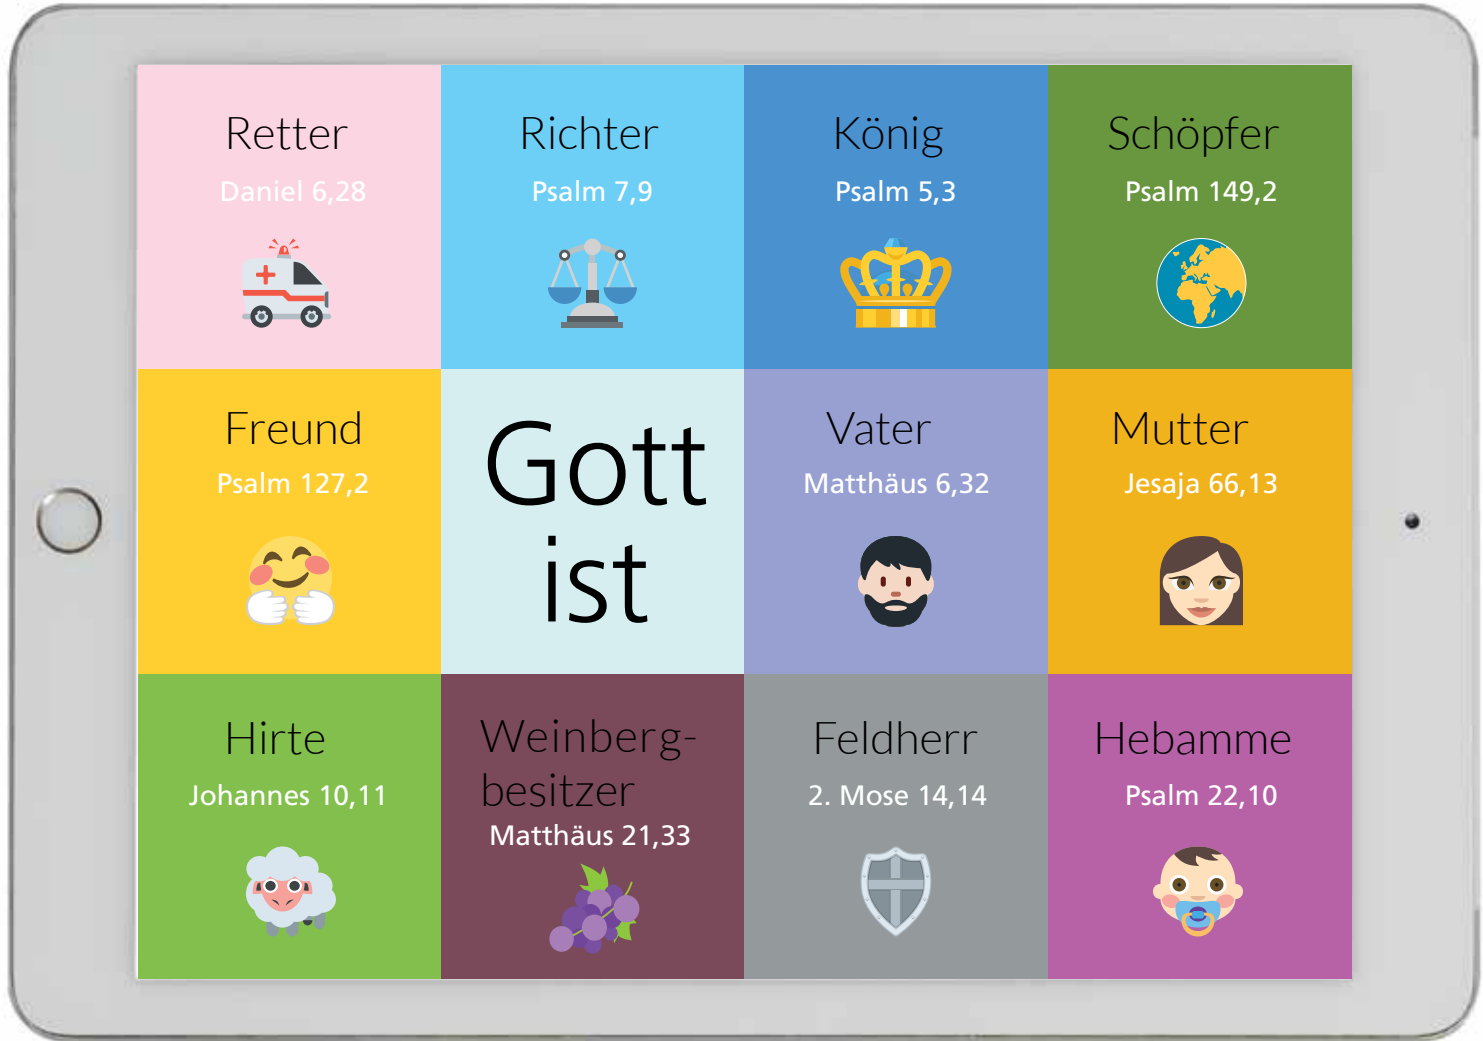 Retter
Daniel 6,28
Richter
Psalm 7,9
König
Psalm 5,3
Schöpfer
Psalm 149,2
Freund
Psalm 127,2
Gott
ist
Vater
Matthäus 6,32
Mutter
Jesaja 66,13
Hirte
Johannes 10,11
Weinberg-
besitzer
Matthäus 21,33
Feldherr
2. Mose 14,14
Hebamme
Psalm 22,10